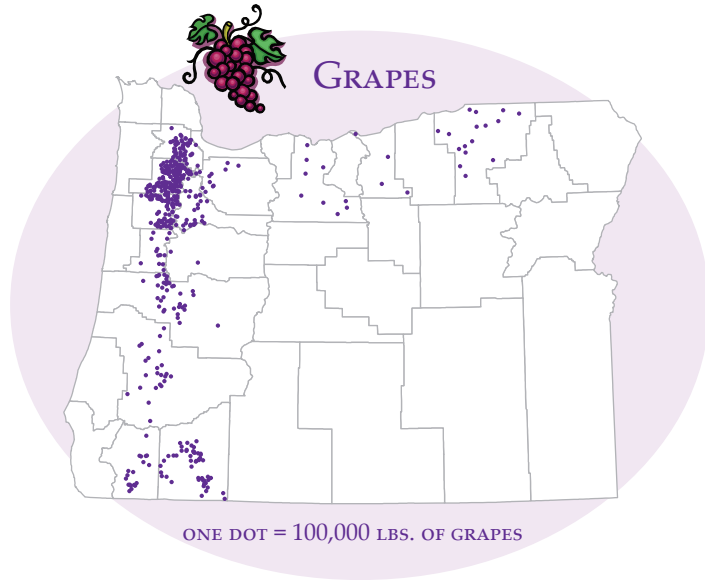 Grapes
one dot = 100,000 lbs. of grapes